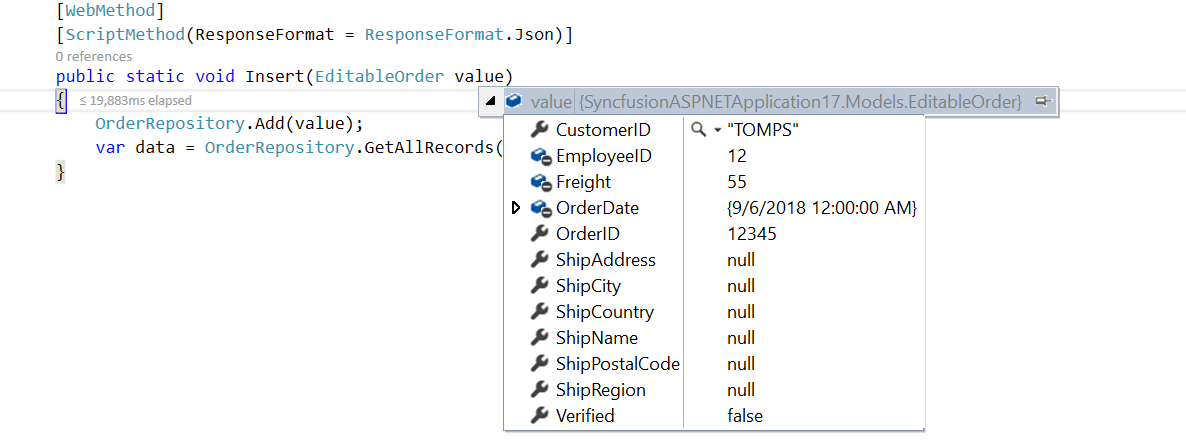 [WebMethod]
[ScriptMethod(ResponseFormat = ResponseFormat.Json)]
0 references
public static void Insert(EditableOrder value)
{ ≤ 19,883ms elapsed
value {SyncfusionASPNETApplication17.Models.EditableOrder}
OrderRepository.Add(value);
var data = OrderRepository.GetAllRecords(
}
CustomerID "TOMPS"
EmployeeID 12
Freight 55
OrderDate {9/6/2018 12:00:00 AM}
OrderID 12345
ShipAddress null
ShipCity null
ShipCountry null
ShipName null
ShipPostalCode null
ShipRegion null
Verified false